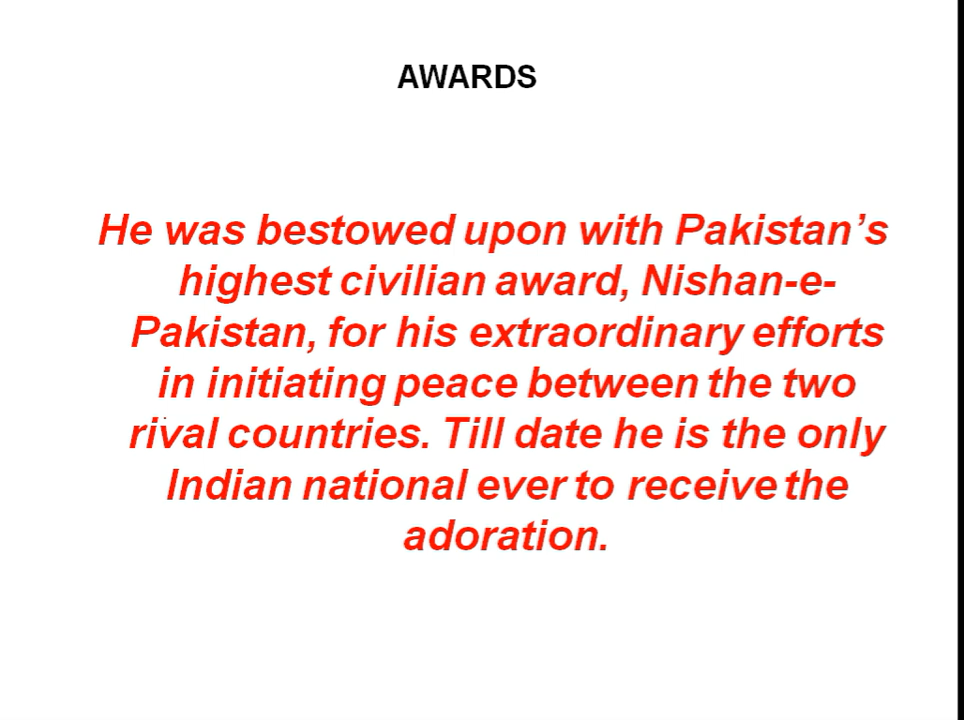 AWARDS
He was bestowed upon with Pakistan’s
highest civilian award, Nishan-e-
Pakistan, for his extraordinary efforts
in initiating peace between the two
rival countries. Till date he is the only
Indian national ever to receive the
adoration.